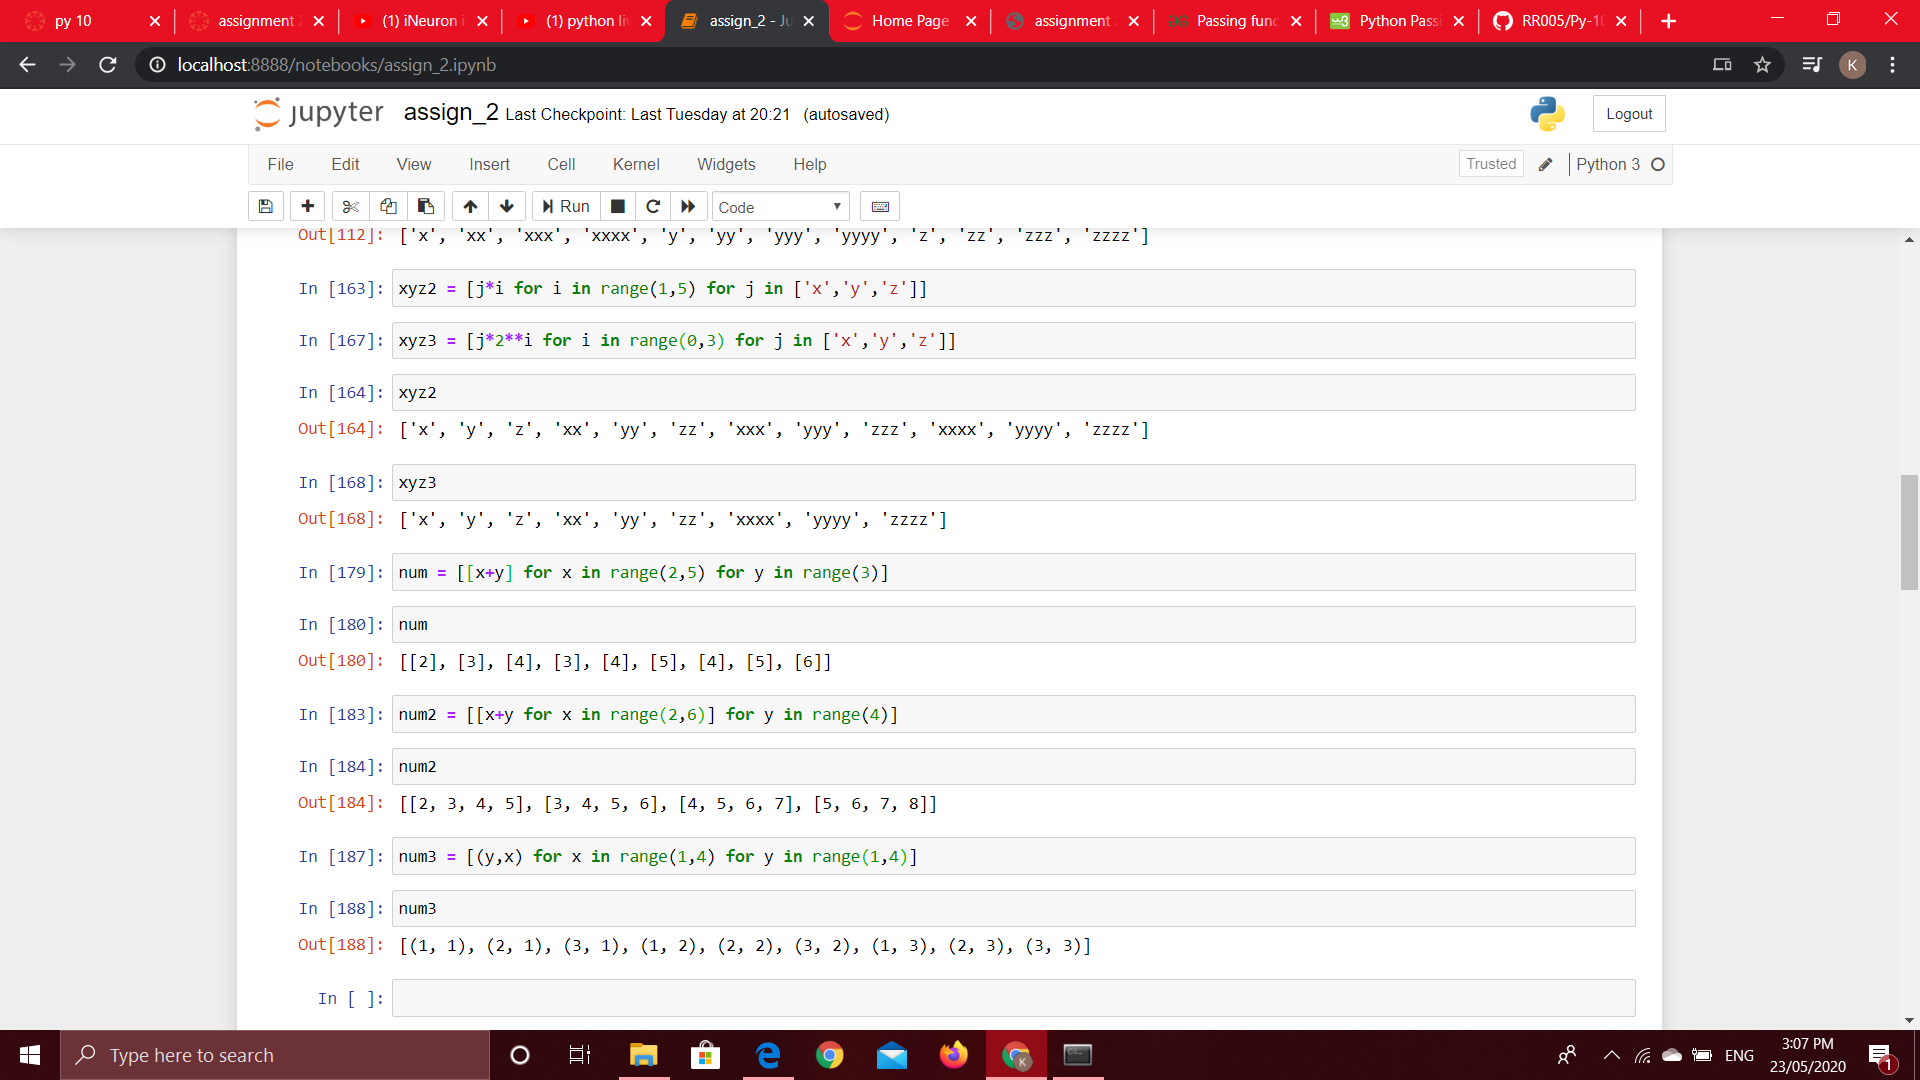 py 10
assignment 2
(1) iNeuron i
(1) python li
assign_2 - Ju
Home Page
assignment
Passing func
Python Passi
RR005/Py-10
localhost:8888/notebooks/assign_2.ipynb
K
jupyter assign_2 Last Checkpoint: Last Tuesday at 20:21 (autosaved)
Logout
File Edit View Insert Cell Kernel Widgets Help
Trusted
Python 3
Run
Code
Out[112]: ['x', 'xx', 'xxx', 'xxxx', 'y', 'yy', 'yyy', 'yyyy', 'z', 'zz', 'zzz', 'zzzz']
In [163]: xyz2 = [j*i for i in range(1,5) for j in ['x','y','z']]
In [167]: xyz3 = [j*2**i for i in range(0,3) for j in ['x','y','z']]
In [164]: xyz2
Out[164]: ['x', 'y', 'z', 'xx', 'yy', 'zz', 'xxx', 'yyy', 'zzz', 'xxxx', 'yyyy', 'zzzz']
In [168]: xyz3
Out[168]: ['x', 'y', 'z', 'xx', 'yy', 'zz', 'xxxx', 'yyyy', 'zzzz']
In [179]: num = [[x+y] for x in range(2,5) for y in range(3)]
In [180]: num
Out[180]: [[2], [3], [4], [3], [4], [5], [4], [5], [6]]
In [183]: num2 = [[x+y for x in range(2,6)] for y in range(4)]
In [184]: num2
Out[184]: [[2, 3, 4, 5], [3, 4, 5, 6], [4, 5, 6, 7], [5, 6, 7, 8]]
In [187]: num3 = [(y,x) for x in range(1,4) for y in range(1,4)]
In [188]: num3
Out[188]: [(1, 1), (2, 1), (3, 1), (1, 2), (2, 2), (3, 2), (1, 3), (2, 3), (3, 3)]
In [ ]:
Type here to search
K
ENG
3:07 PM
23/05/2020
1